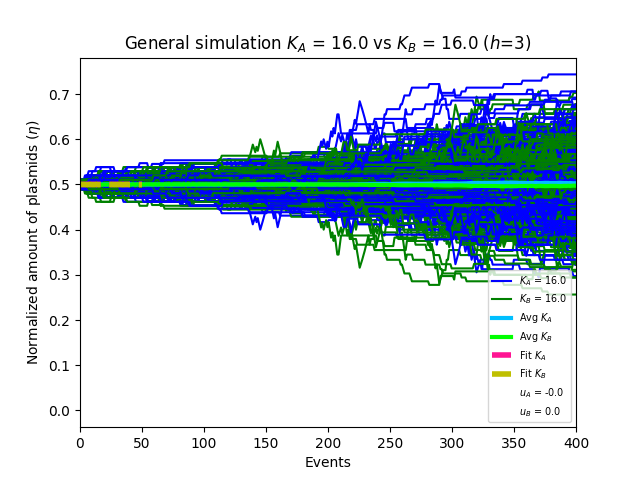 General simulation K_A = 16.0 vs K_B = 16.0 (h=3)
Normalized amount of plasmids (η)
0.7
0.6
0.5
0.4
0.3
0.2
0.1
0.0
K_A = 16.0
K_B = 16.0
Avg K_A
Avg K_B
Fit K_A
Fit K_B
u_A = -0.0
u_B = 0.0
0 50 100 150 200 250 300 350 400
Events